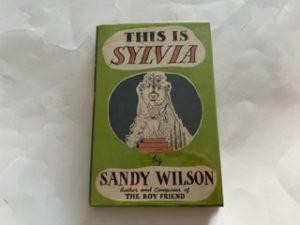 THIS IS
SYLVIA
by
SANDY WILSON
Author and Composer of
THE BOY FRIEND